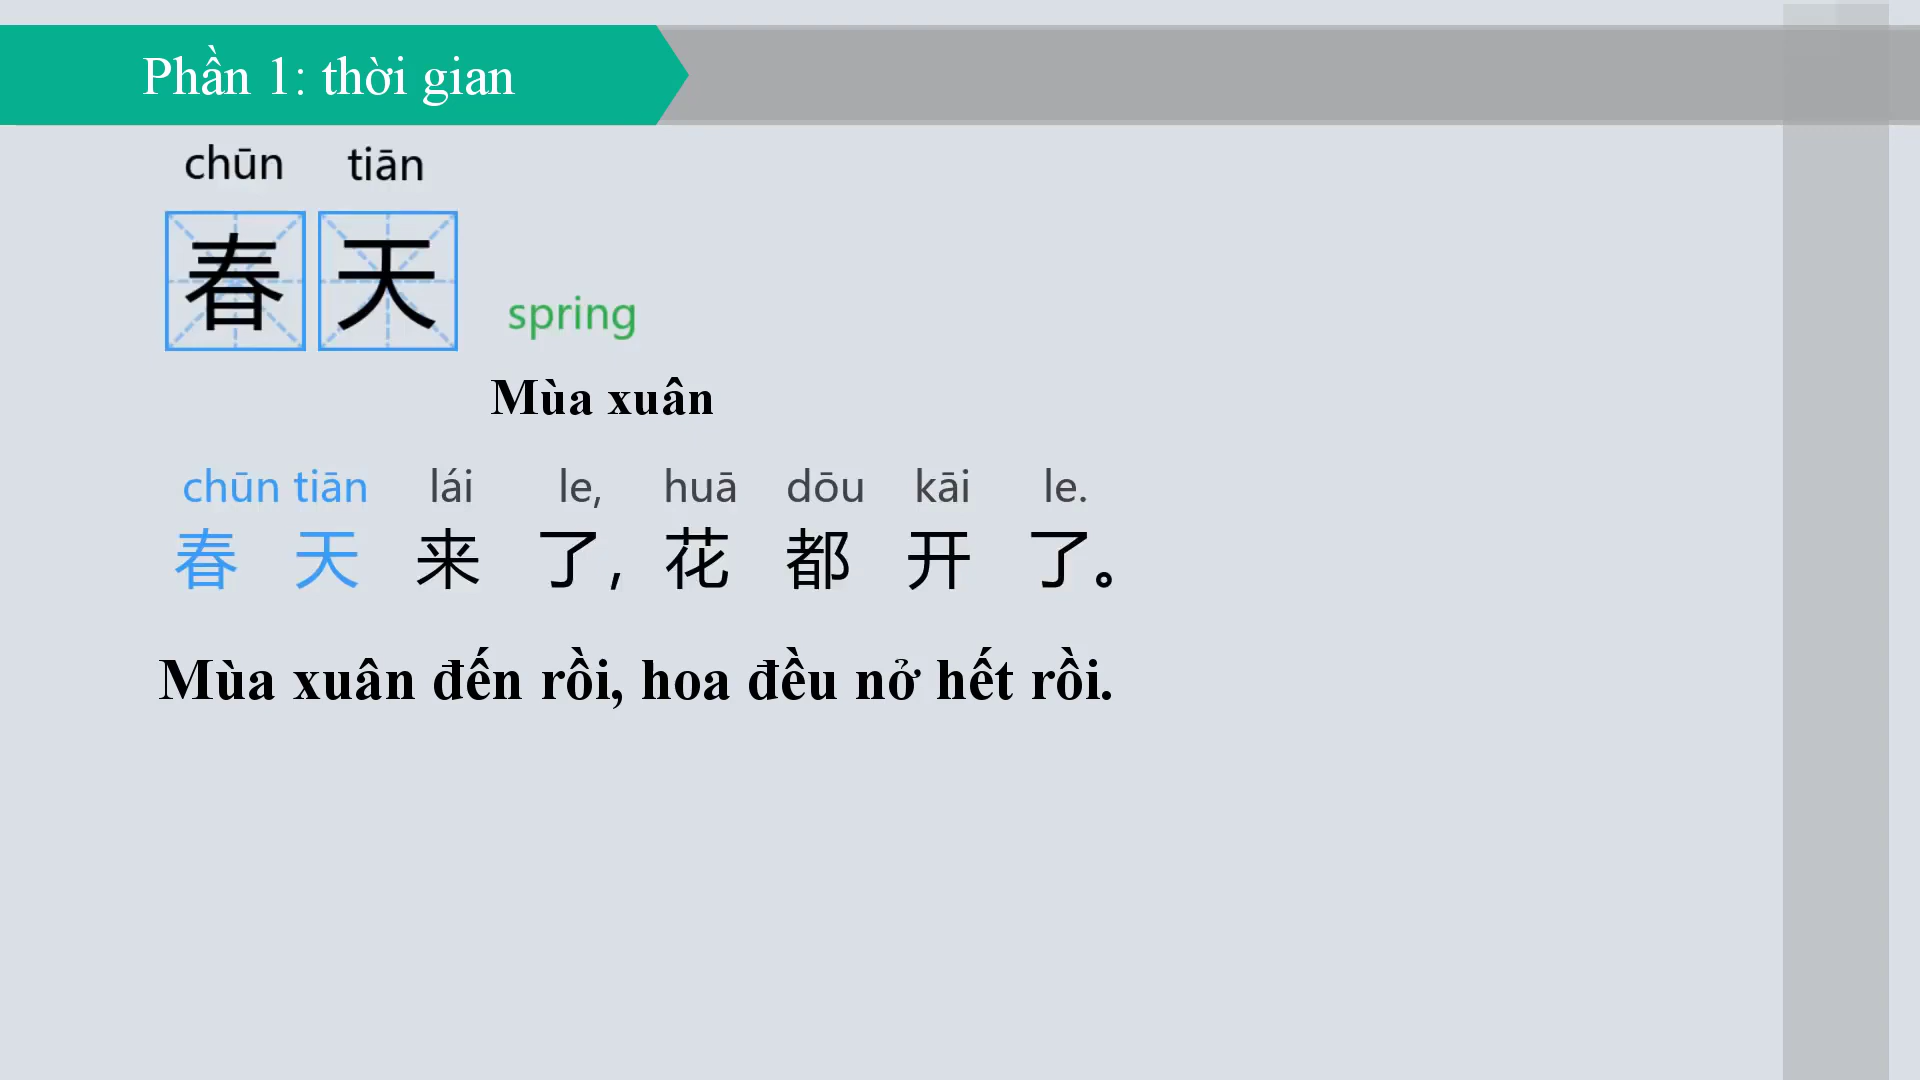 Phần 1: thời gian
chūn tiān
春天
spring
Mùa xuân
chūn tiān lái le, huā dōu kāi le.
春天来了, 花都开了。
Mùa xuân đến rồi, hoa đều nở hết rồi.